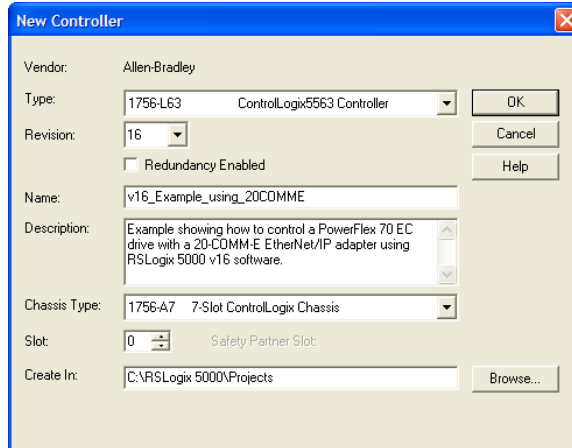 New Controller
Vendor: Allen-Bradley
Type: 1756-L63 ControlLogix5563 Controller OK
Revision: 16 Cancel
Redundancy Enabled Help
Name: v16_Example_using_20COMME
Description: Example showing how to control a PowerFlex 70 EC
drive with a 20-COMM-E EtherNet/IP adapter using
RSLogix 5000 v16 software.
Chassis Type: 1756-A7 7-Slot ControlLogix Chassis
Slot: 0 Safety Partner Slot:
Create In: C:\RSLogix 5000\Projects Browse...